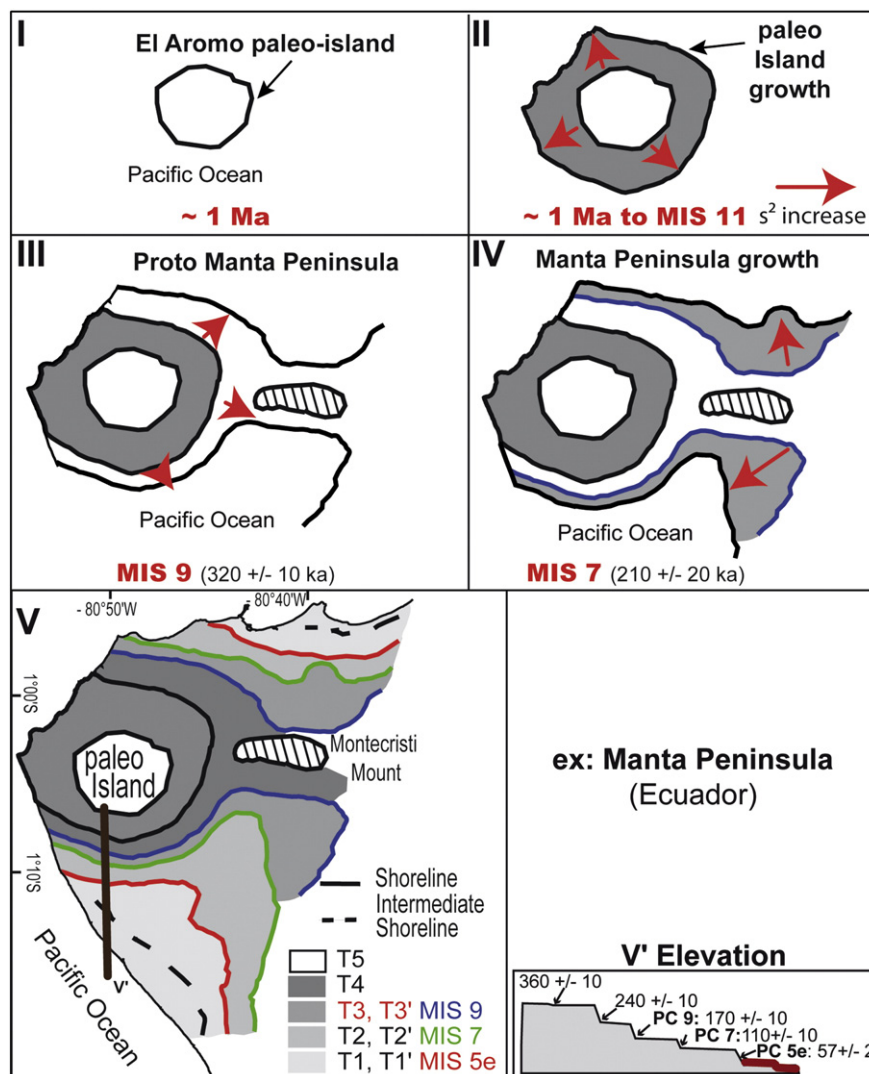 I
El Aromo paleo-island
Pacific Ocean
~ 1 Ma
II
paleo
Island
growth
~ 1 Ma to MIS 11
s² increase
III
Proto Manta Peninsula
Pacific Ocean
MIS 9 (320 +/- 10 ka)
IV
Manta Peninsula growth
Pacific Ocean
MIS 7 (210 +/- 20 ka)
V
- 80°50'W
- 80°40'W
1°00'S
1°10'S
paleo
Island
Montecristi
Mount
Pacific Ocean
v'
Shoreline
Intermediate
Shoreline
T5
T4
T3, T3' MIS 9
T2, T2' MIS 7
T1, T1' MIS 5e
ex: Manta Peninsula
(Ecuador)
V' Elevation
360 +/- 10
240 +/- 10
PC 9: 170 +/- 10
PC 7: 110+/- 10
PC 5e: 57+/- 2